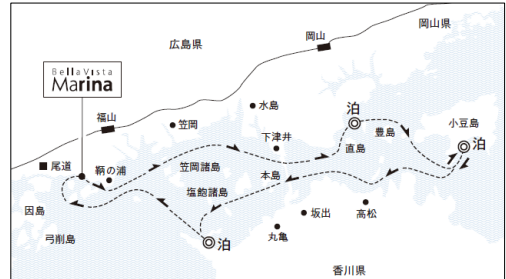 岡山県
広島県
岡山
BellaVista
Marina
福山
笠岡
水島
泊
下津井
直島
豊島
小豆島
泊
尾道
鞆の浦
笠岡諸島
本島
塩飽諸島
因島
弓削島
泊
丸亀
坂出
高松
香川県